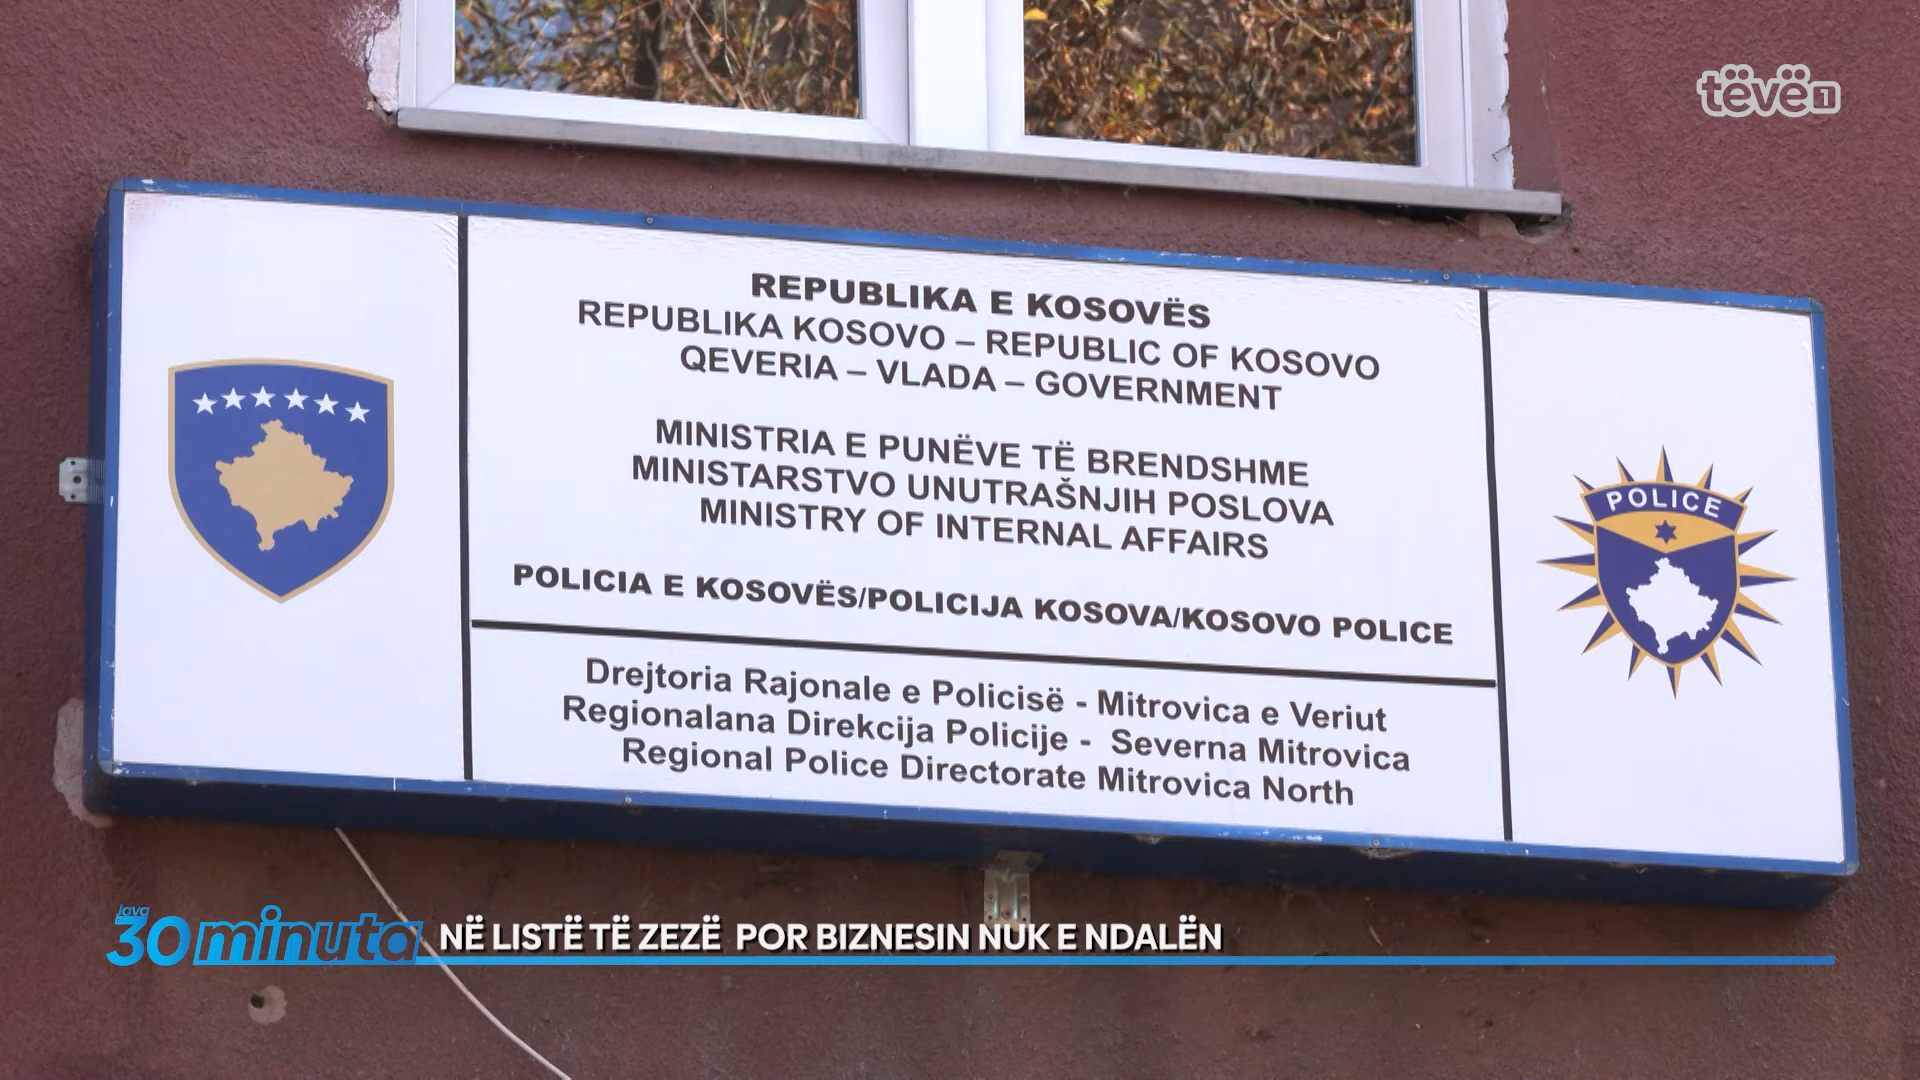 tëvë1
REPUBLIKA E KOSOVËS
REPUBLIKA KOSOVO – REPUBLIC OF KOSOVO
QEVERIA – VLADA – GOVERNMENT
MINISTRIA E PUNËVE TË BRENDSHME
MINISTARSTVO UNUTRAŠNJIH POSLOVA
MINISTRY OF INTERNAL AFFAIRS
POLICIA E KOSOVËS/POLICIJA KOSOVA/KOSOVO POLICE
POLICE
Drejtoria Rajonale e Policisë - Mitrovica e Veriut
Regionalana Direkcija Policije - Severna Mitrovica
Regional Police Directorate Mitrovica North
Java
30minuta
NË LISTË TË ZEZË POR BIZNESIN NUK E NDALËN